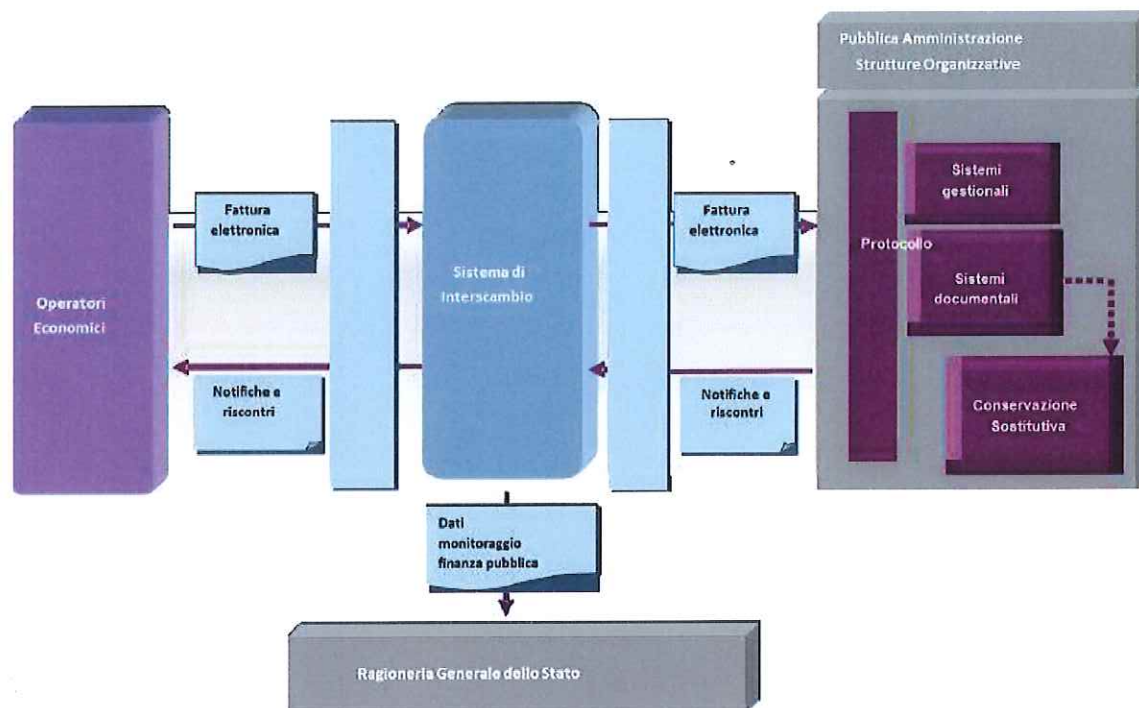 Pubblica Amministrazione
Strutture Organizzative
Operatori
Economici
Fattura
elettronica
Sistema di
Interscambio
Fattura
elettronica
Protocollo
Sistemi
gestionali
Sistemi
documentali
Conservazione
Sostitutiva
Notifiche e
riscontri
Notifiche e
riscontri
Dati
monitoraggio
finanza pubblica
Ragioneria Generale dello Stato